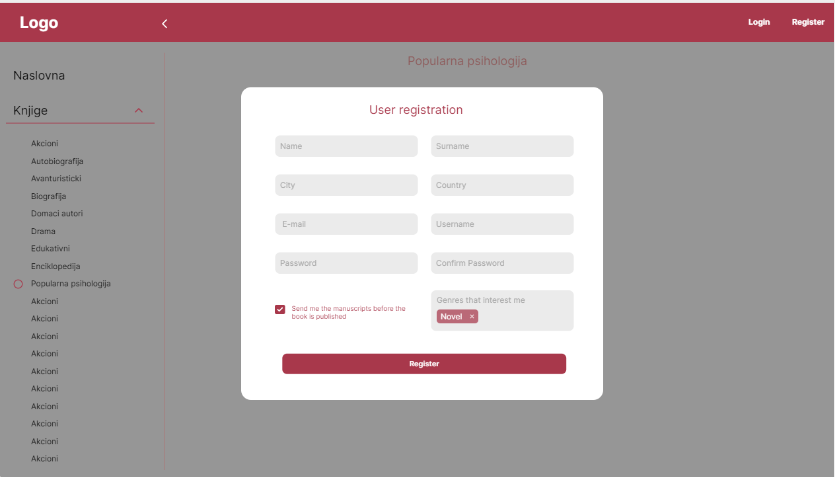 Logo
Login
Register
Naslovna
Knjige
Akcioni
Autobiografija
Avanturisticki
Biografija
Domaci autori
Drama
Edukativni
Enciklopedija
Popularna psihologija
Akcioni
Akcioni
Akcioni
Akcioni
Akcioni
Akcioni
Akcioni
Akcioni
Akcioni
Akcioni
Popularna psihologija
User registration
Name
Surname
City
Country
E-mail
Username
Password
Confirm Password
Send me the manuscripts before the
book is published
Genres that interest me
Novel ×
Register